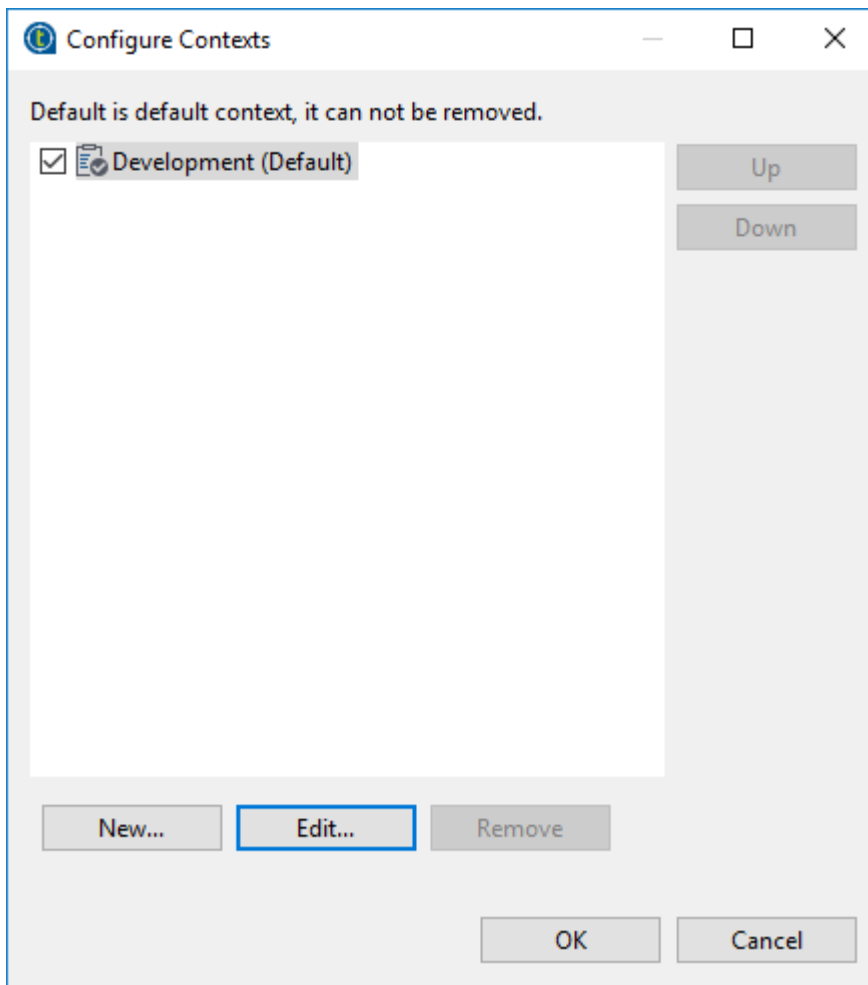 Configure Contexts
Default is default context, it can not be removed.
Development (Default)
Up
Down
New...
Edit...
Remove
OK
Cancel